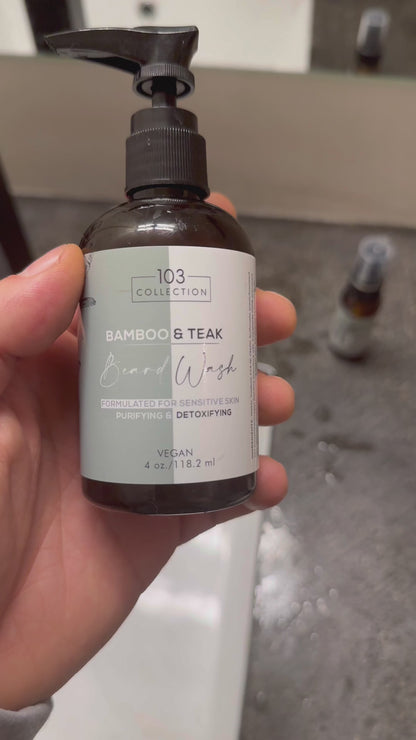 103
COLLECTION
BAMBOO & TEAK
Beard Wash
FORMULATED FOR SENSITIVE SKIN
PURIFYING & DETOXIFYING
VEGAN
4 oz./118.2 ml